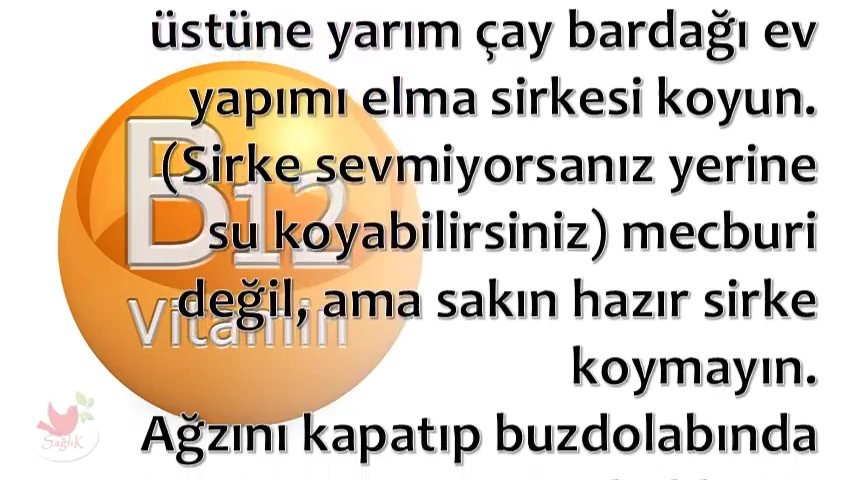 üstüne yarım çay bardağı ev
yapımı elma sirkesi koyun.
(Sirke sevmiyorsanız yerine
su koyabilirsiniz) mecburi
değil, ama sakın hazır sirke
koymayın.
Ağzını kapatıp buzdolabında
B12
Vitamin
Sağlık